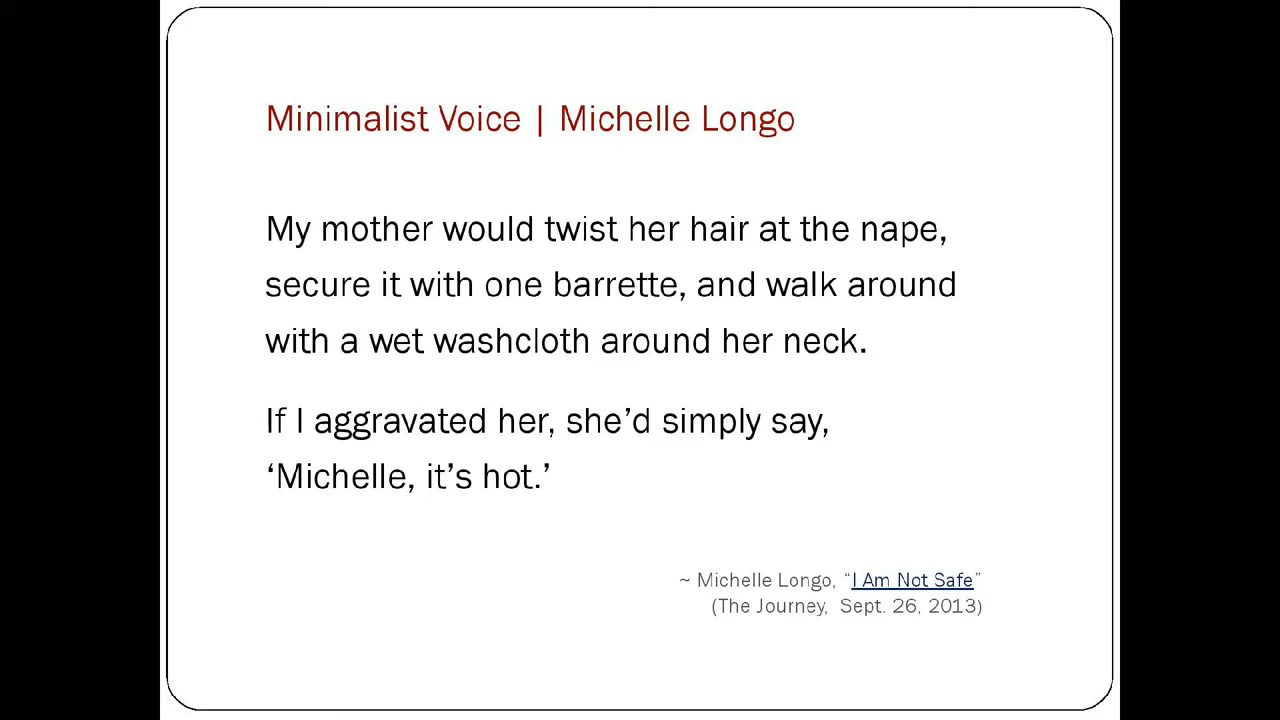 Minimalist Voice | Michelle Longo
My mother would twist her hair at the nape,
secure it with one barrette, and walk around
with a wet washcloth around her neck.
If I aggravated her, she’d simply say,
‘Michelle, it’s hot.’
~ Michelle Longo, “I Am Not Safe”
(The Journey, Sept. 26, 2013)